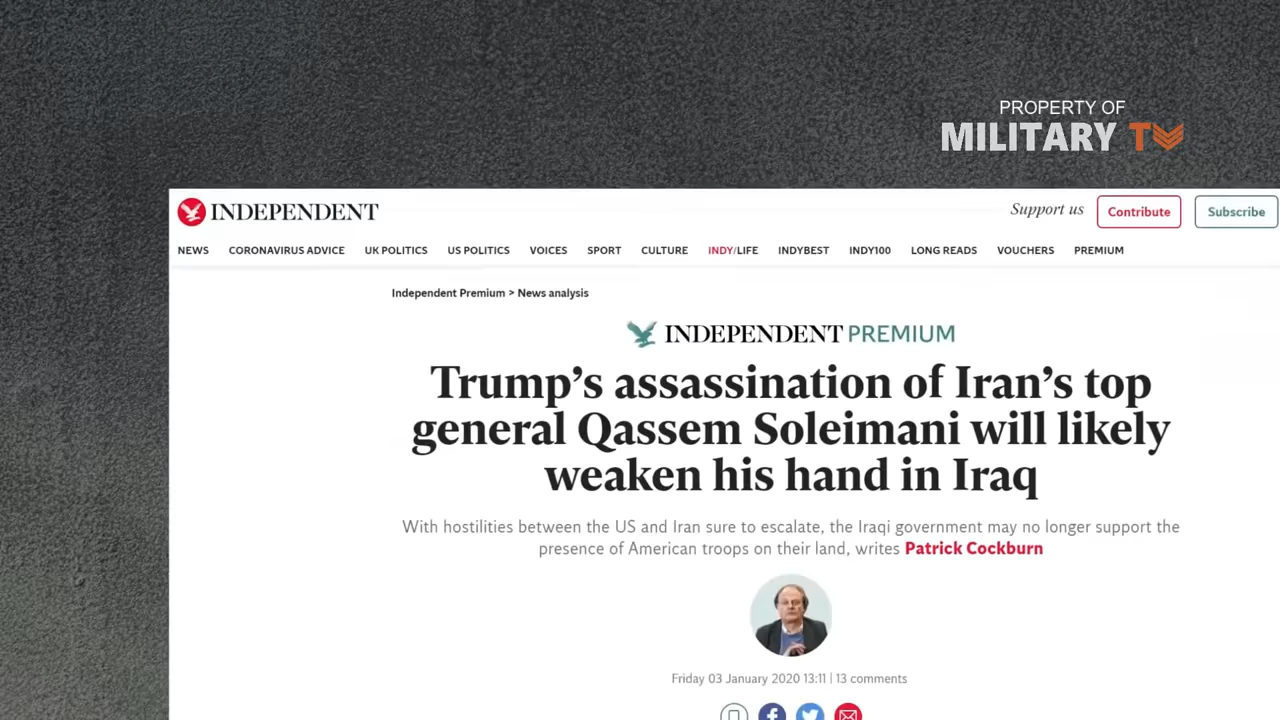 PROPERTY OF
MILITARY TV
INDEPENDENT
Support us
Contribute
Subscribe
NEWS CORONAVIRUS ADVICE UK POLITICS US POLITICS VOICES SPORT CULTURE INDY/LIFE INDYBEST INDY100 LONG READS VOUCHERS PREMIUM
Independent Premium > News analysis
INDEPENDENT PREMIUM
Trump’s assassination of Iran’s top
general Qassem Soleimani will likely
weaken his hand in Iraq
With hostilities between the US and Iran sure to escalate, the Iraqi government may no longer support the
presence of American troops on their land, writes Patrick Cockburn
Friday 03 January 2020 13:11 | 13 comments